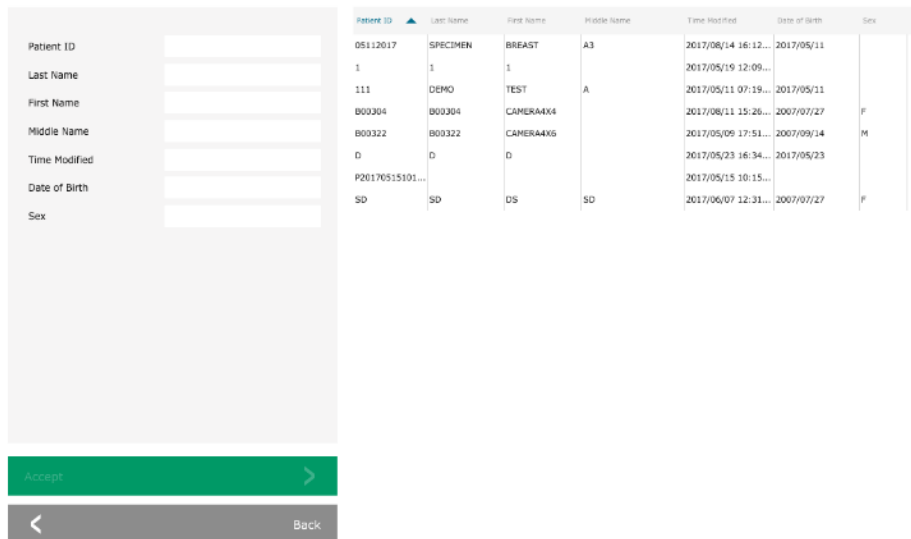 Patient ID
Last Name
First Name
Middle Name
Time Modified
Date of Birth
Sex
Accept
Back
Patient ID Last Name First Name Middle Name Time Modified Date of Birth Sex
05112017 SPECIMEN BREAST A3 2017/08/14 16:12... 2017/05/11
1 1 1 2017/05/19 12:09...
111 DEMO TEST A 2017/05/11 07:19... 2017/05/11
B00304 B00304 CAMERA4X4 2017/08/11 15:26... 2007/07/27 F
B00322 B00322 CAMERA4X6 2017/05/09 17:51... 2007/09/14 M
D D D 2017/05/23 16:34... 2017/05/23
P20170515101... 2017/05/15 10:15...
SD SD DS SD 2017/06/07 12:31... 2007/07/27 F